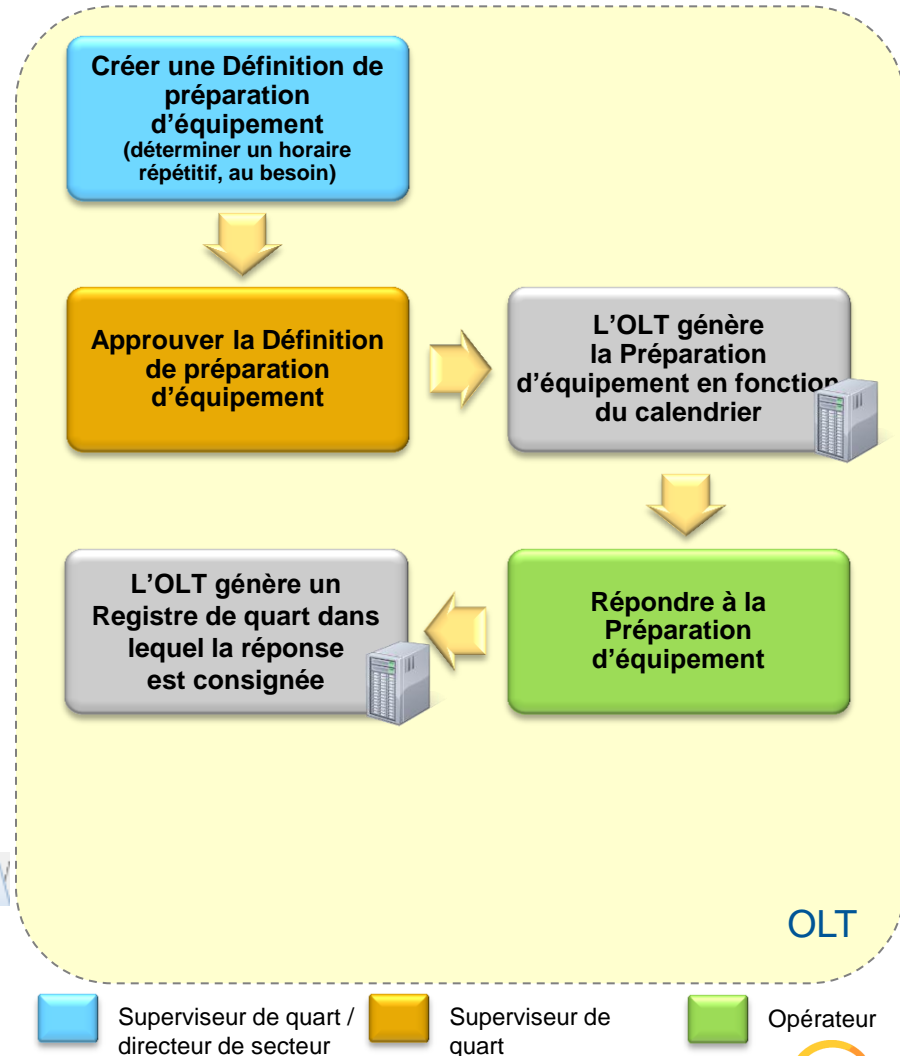 Créer une Définition de
préparation
d'équipement
(déterminer un horaire
répétitif, au besoin)
Approuver la Définition
de préparation
d'équipement
L'OLT génère
la Préparation
d'équipement en fonction
du calendrier
L'OLT génère un
Registre de quart dans
lequel la réponse
est consignée
Répondre à la
Préparation
d'équipement
OLT
Superviseur de quart /
directeur de secteur
Superviseur de
quart
Opérateur